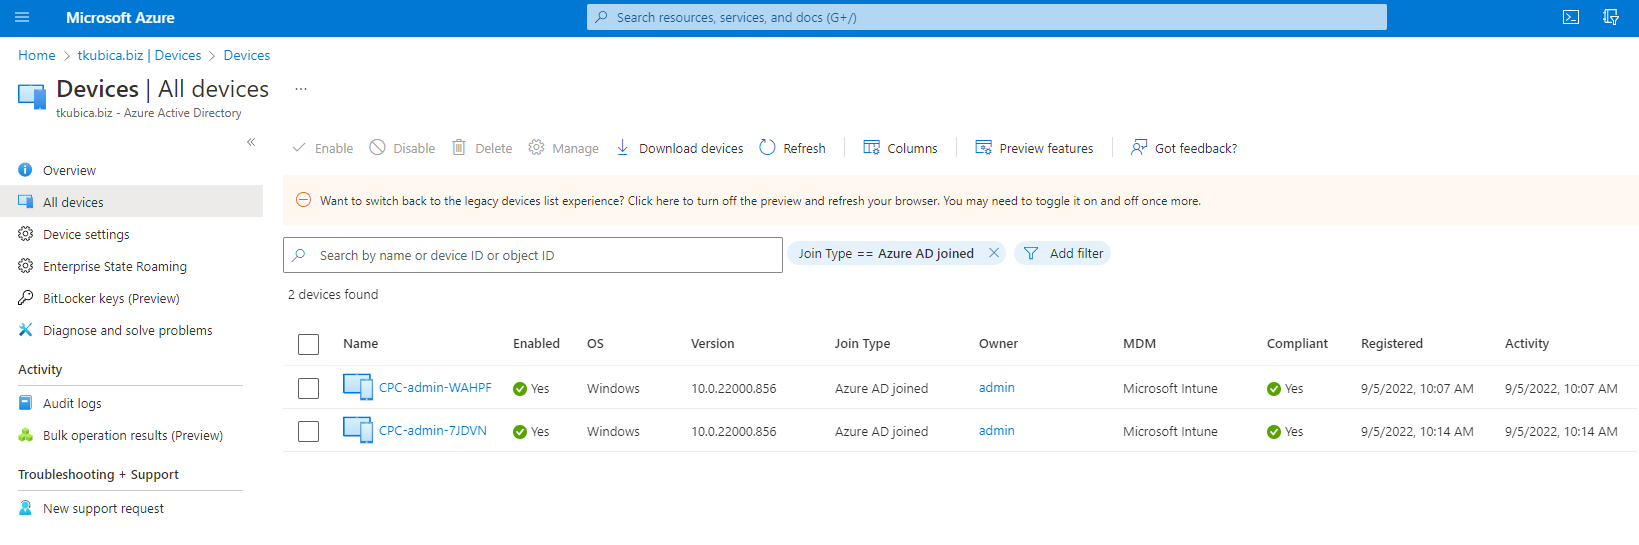 Microsoft Azure
Search resources, services, and docs (G+/)
Home > tkubica.biz | Devices > Devices
Devices | All devices ...
tkubica.biz - Azure Active Directory
«
Overview
All devices
Device settings
Enterprise State Roaming
BitLocker keys (Preview)
Diagnose and solve problems
Activity
Audit logs
Bulk operation results (Preview)
Troubleshooting + Support
New support request
Enable Disable Delete Manage Download devices Refresh Columns Preview features Got feedback?
Want to switch back to the legacy devices list experience? Click here to turn off the preview and refresh your browser. You may need to toggle it on and off once more.
Search by name or device ID or object ID Join Type == Azure AD joined Add filter
2 devices found
Name Enabled OS Version Join Type Owner MDM Compliant Registered Activity
CPC-admin-WAHPF Yes Windows 10.0.22000.856 Azure AD joined admin Microsoft Intune Yes 9/5/2022, 10:07 AM 9/5/2022, 10:07 AM
CPC-admin-7JDVN Yes Windows 10.0.22000.856 Azure AD joined admin Microsoft Intune Yes 9/5/2022, 10:14 AM 9/5/2022, 10:14 AM